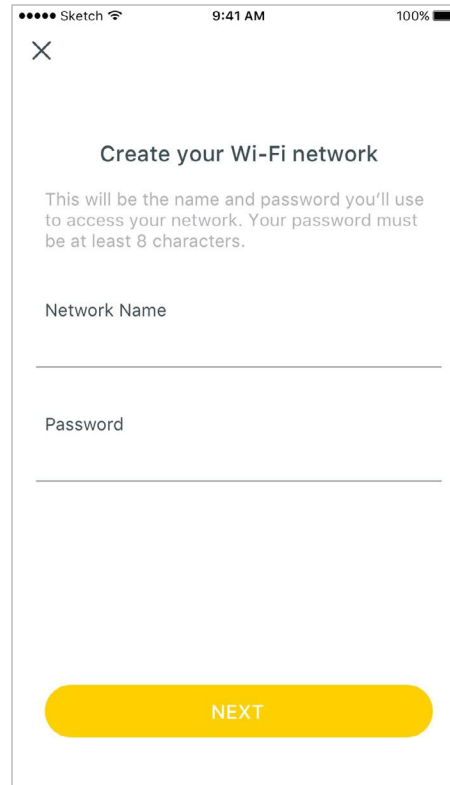 Sketch 9:41 AM 100%
Create your Wi-Fi network
This will be the name and password you’ll use
to access your network. Your password must
be at least 8 characters.
Network Name
Password
NEXT